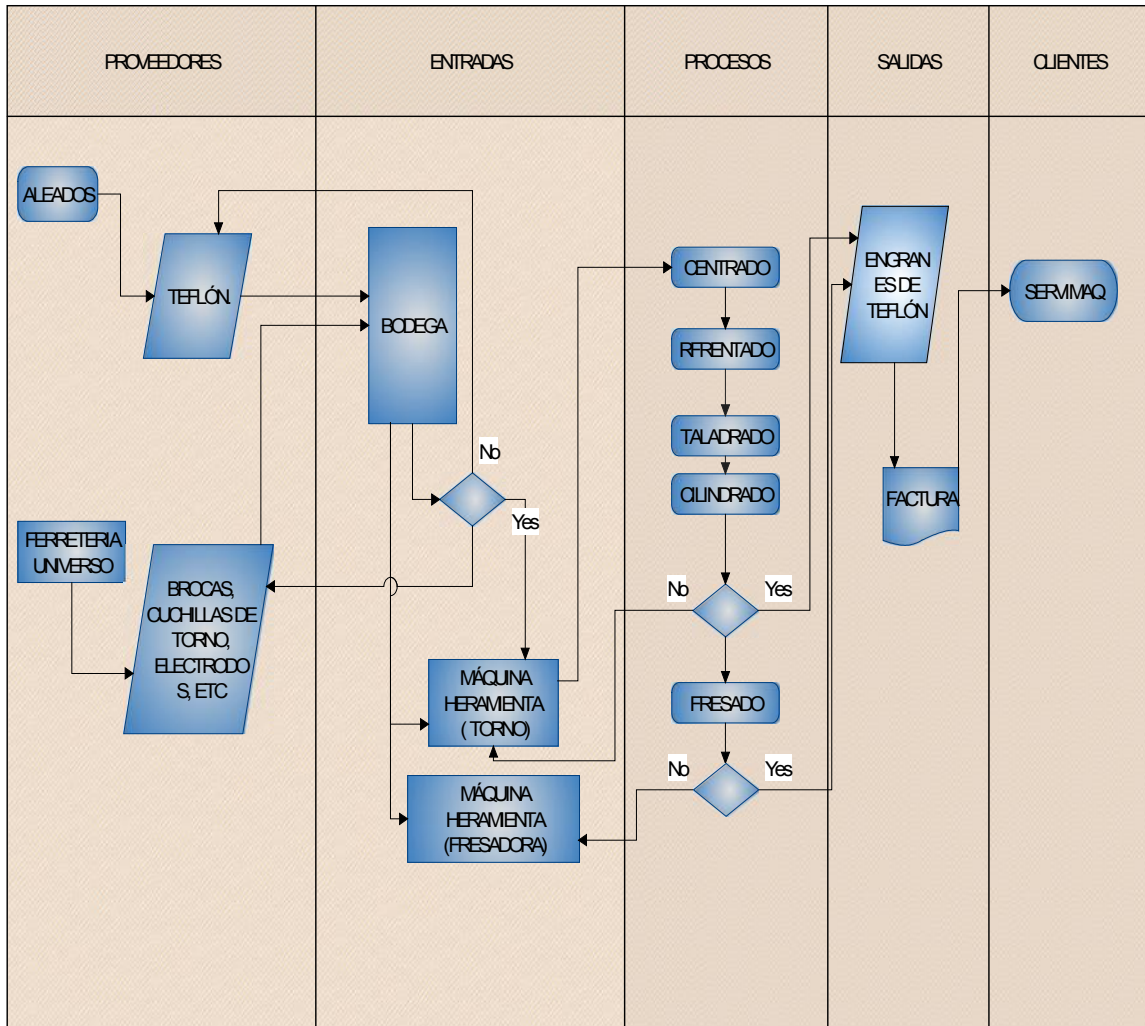 PROVEEDORES
ENTRADAS
PROCESOS
SALIDAS
CLIENTES
ALEADOS
TEFLÓN.
FERRETERIA
UNIVERSO
BROCAS,
CUCHILLAS DE
TORNO,
ELECTRODO
S, ETC
BODEGA
No
Yes
MÁQUINA
HERAMIENTA
( TORNO)
MÁQUINA
HERAMIENTA
(FRESADORA)
CENTRADO
RFRENTADO
TALADRADO
CILINDRADO
No
Yes
FRESADO
No
Yes
ENGRAN
ES DE
TEFLÓN
FACTURA
SERVIMAQ.